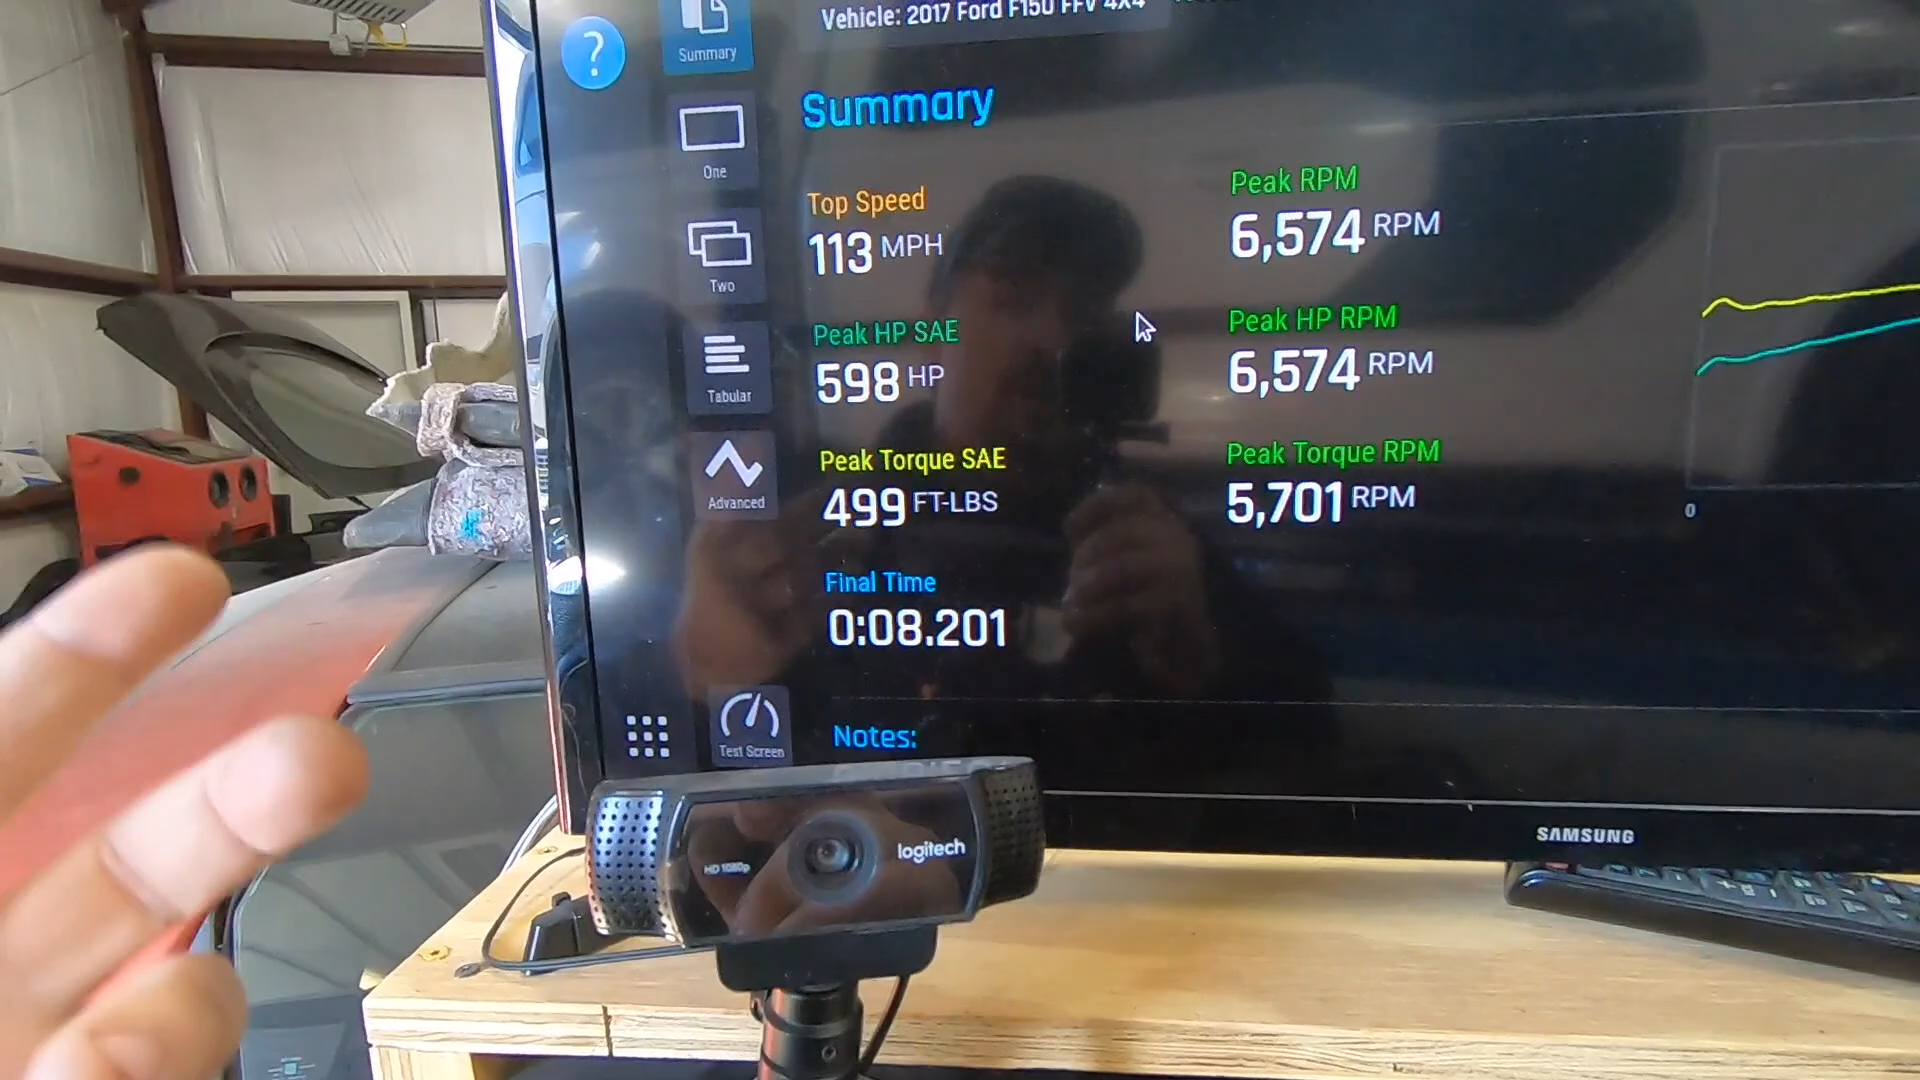 Vehicle: 2017 Ford F150 FFV 4X4
?
Summary
Summary
One
Top Speed
113 MPH
Peak RPM
6,574 RPM
Two
Peak HP SAE
598 HP
Peak HP RPM
6,574 RPM
Tabular
Peak Torque SAE
499 FT-LBS
Peak Torque RPM
5,701 RPM
Advanced
0
Final Time
0:08.201
Test Screen
Notes:
SAMSUNG
HD 1080p
logitech